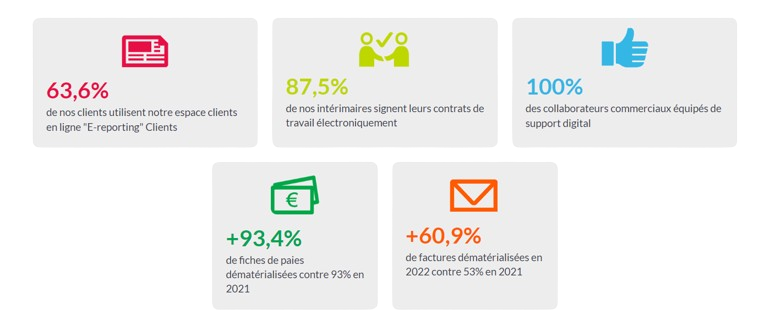 63,6%
de nos clients utilisent notre espace clients
en ligne "E-reporting" Clients
87,5%
de nos intérimaires signent leurs contrats de
travail électroniquement
100%
des collaborateurs commerciaux équipés de
support digital
€
+93,4%
de fiches de paies
dématérialisées contre 93% en
2021
+60,9%
de factures dématérialisées en
2022 contre 53% en 2021